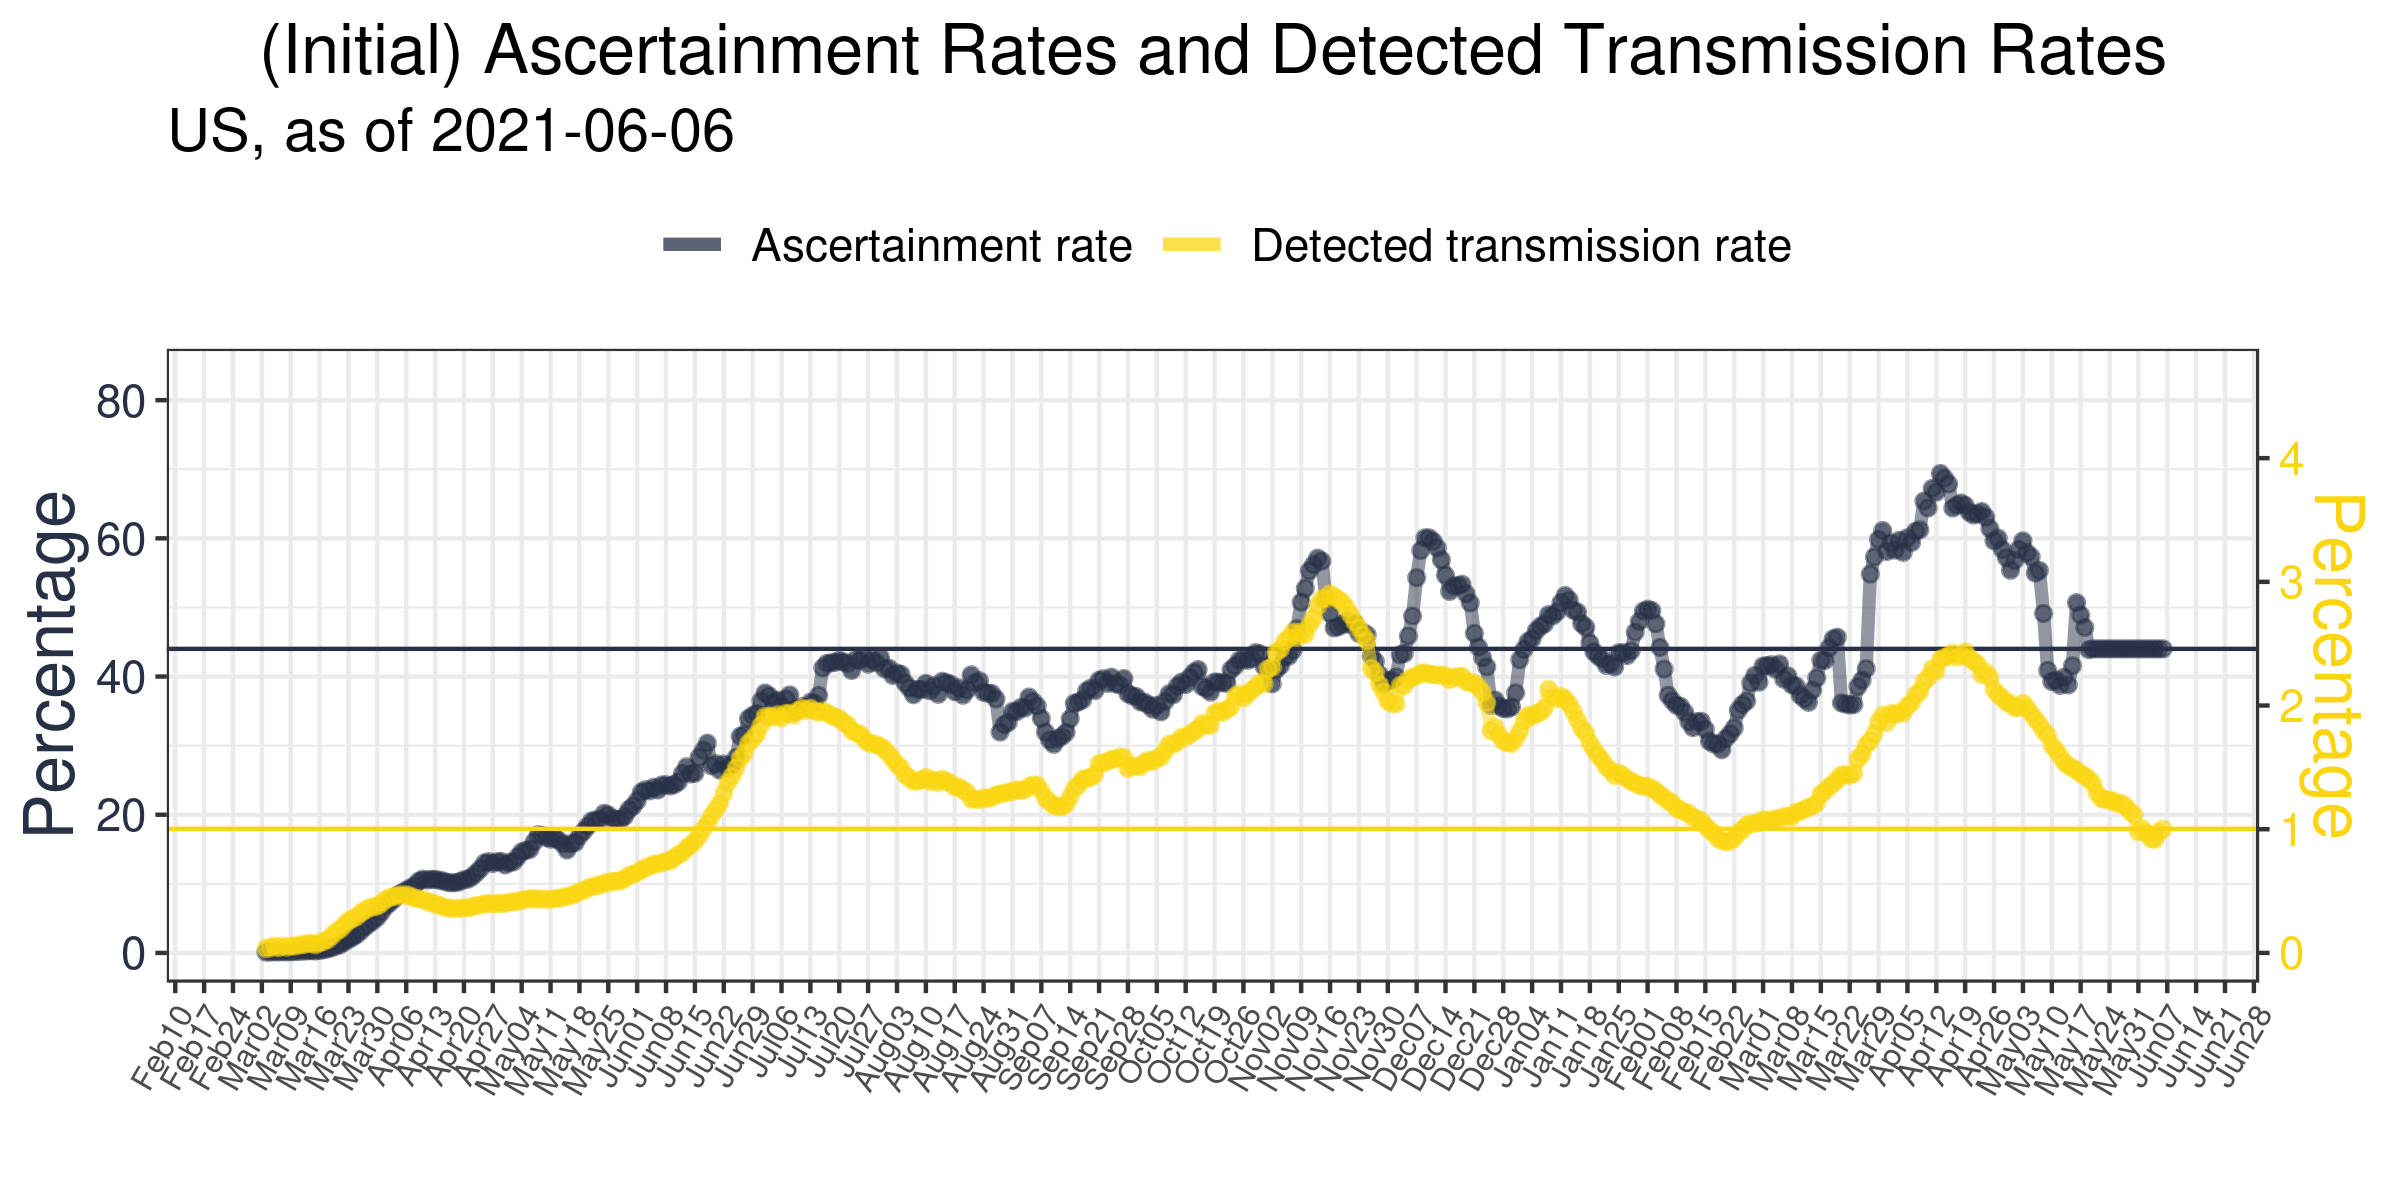 (Initial) Ascertainment Rates and Detected Transmission Rates
US, as of 2021-06-06
Ascertainment rate
Detected transmission rate
Percentage
80
60
40
20
0
4
3
2
1
0
Percentage
Feb10
Feb17
Feb24
Mar02
Mar09
Mar16
Mar23
Mar30
Apr06
Apr13
Apr20
Apr27
May04
May11
May18
May25
Jun01
Jun08
Jun15
Jun22
Jun29
Jul06
Jul13
Jul20
Jul27
Aug03
Aug10
Aug17
Aug24
Aug31
Sep07
Sep14
Sep21
Sep28
Oct05
Oct12
Oct19
Oct26
Nov02
Nov09
Nov16
Nov23
Nov30
Dec07
Dec14
Dec21
Dec28
Jan04
Jan11
Jan18
Jan25
Feb01
Feb08
Feb15
Feb22
Mar01
Mar08
Mar15
Mar22
Mar29
Apr05
Apr12
Apr19
Apr26
May03
May10
May17
May24
May31
Jun07
Jun14
Jun21
Jun28